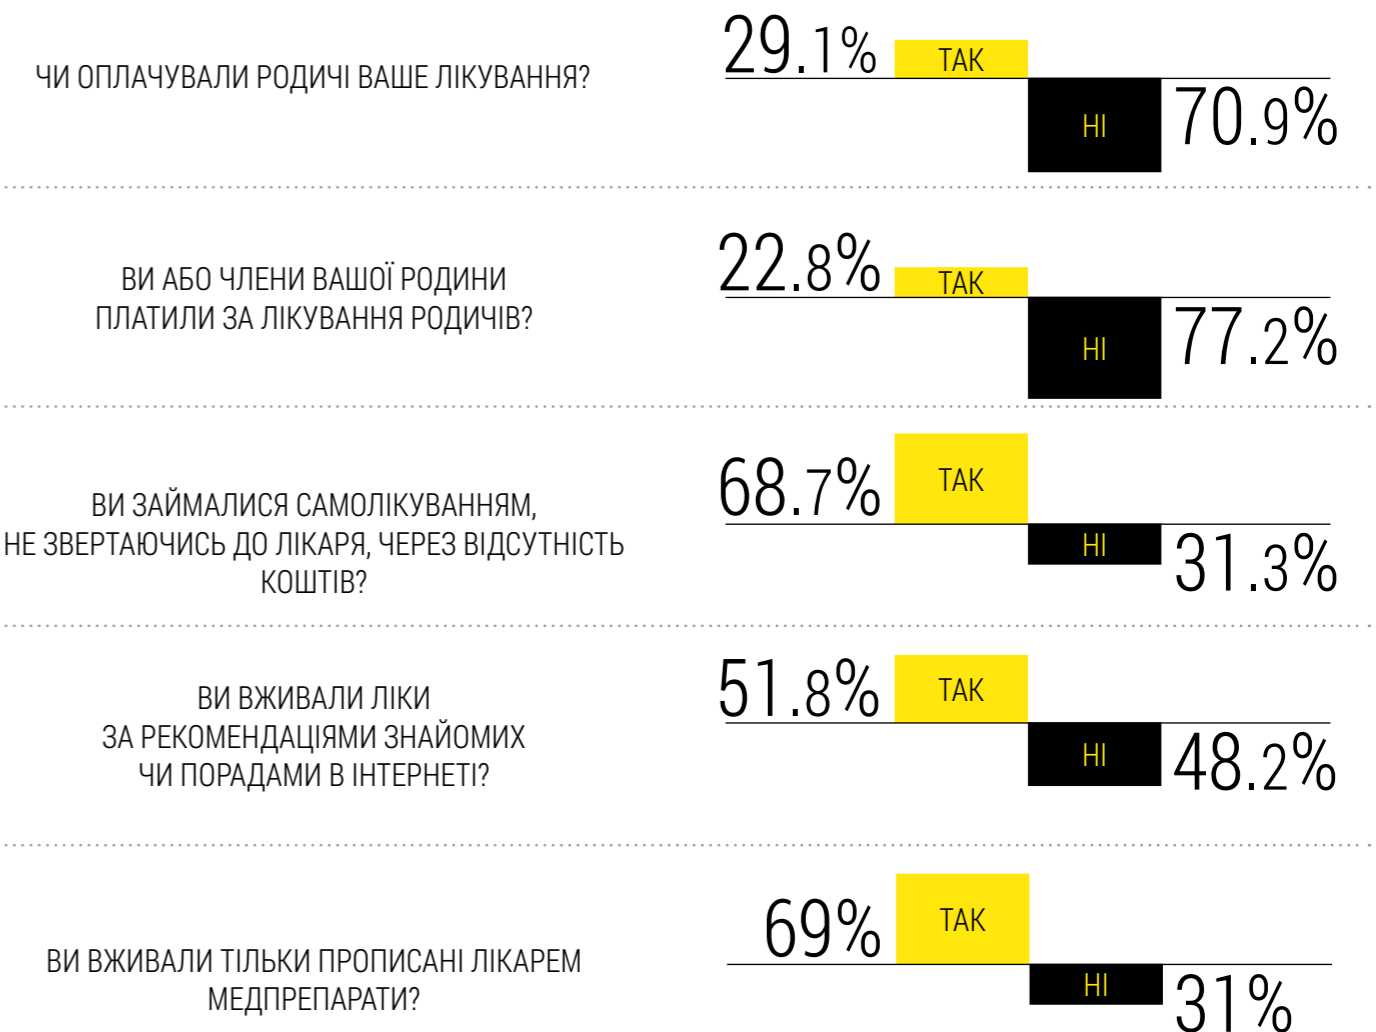 ЧИ ОПЛАЧУВАЛИ РОДИЧІ ВАШЕ ЛІКУВАННЯ?
29.1% ТАК
НІ 70.9%
ВИ АБО ЧЛЕНИ ВАШОЇ РОДИНИ
ПЛАТИЛИ ЗА ЛІКУВАННЯ РОДИЧІВ?
22.8% ТАК
НІ 77.2%
ВИ ЗАЙМАЛИСЯ САМОЛІКУВАННЯМ,
НЕ ЗВЕРТАЮЧИСЬ ДО ЛІКАРЯ, ЧЕРЕЗ ВІДСУТНІСТЬ
КОШТІВ?
68.7% ТАК
НІ 31.3%
ВИ ВЖИВАЛИ ЛІКИ
ЗА РЕКОМЕНДАЦІЯМИ ЗНАЙОМИХ
ЧИ ПОРАДАМИ В ІНТЕРНЕТІ?
51.8% ТАК
НІ 48.2%
ВИ ВЖИВАЛИ ТІЛЬКИ ПРОПИСАНІ ЛІКАРЕМ
МЕДПРЕПАРАТИ?
69% ТАК
НІ 31%